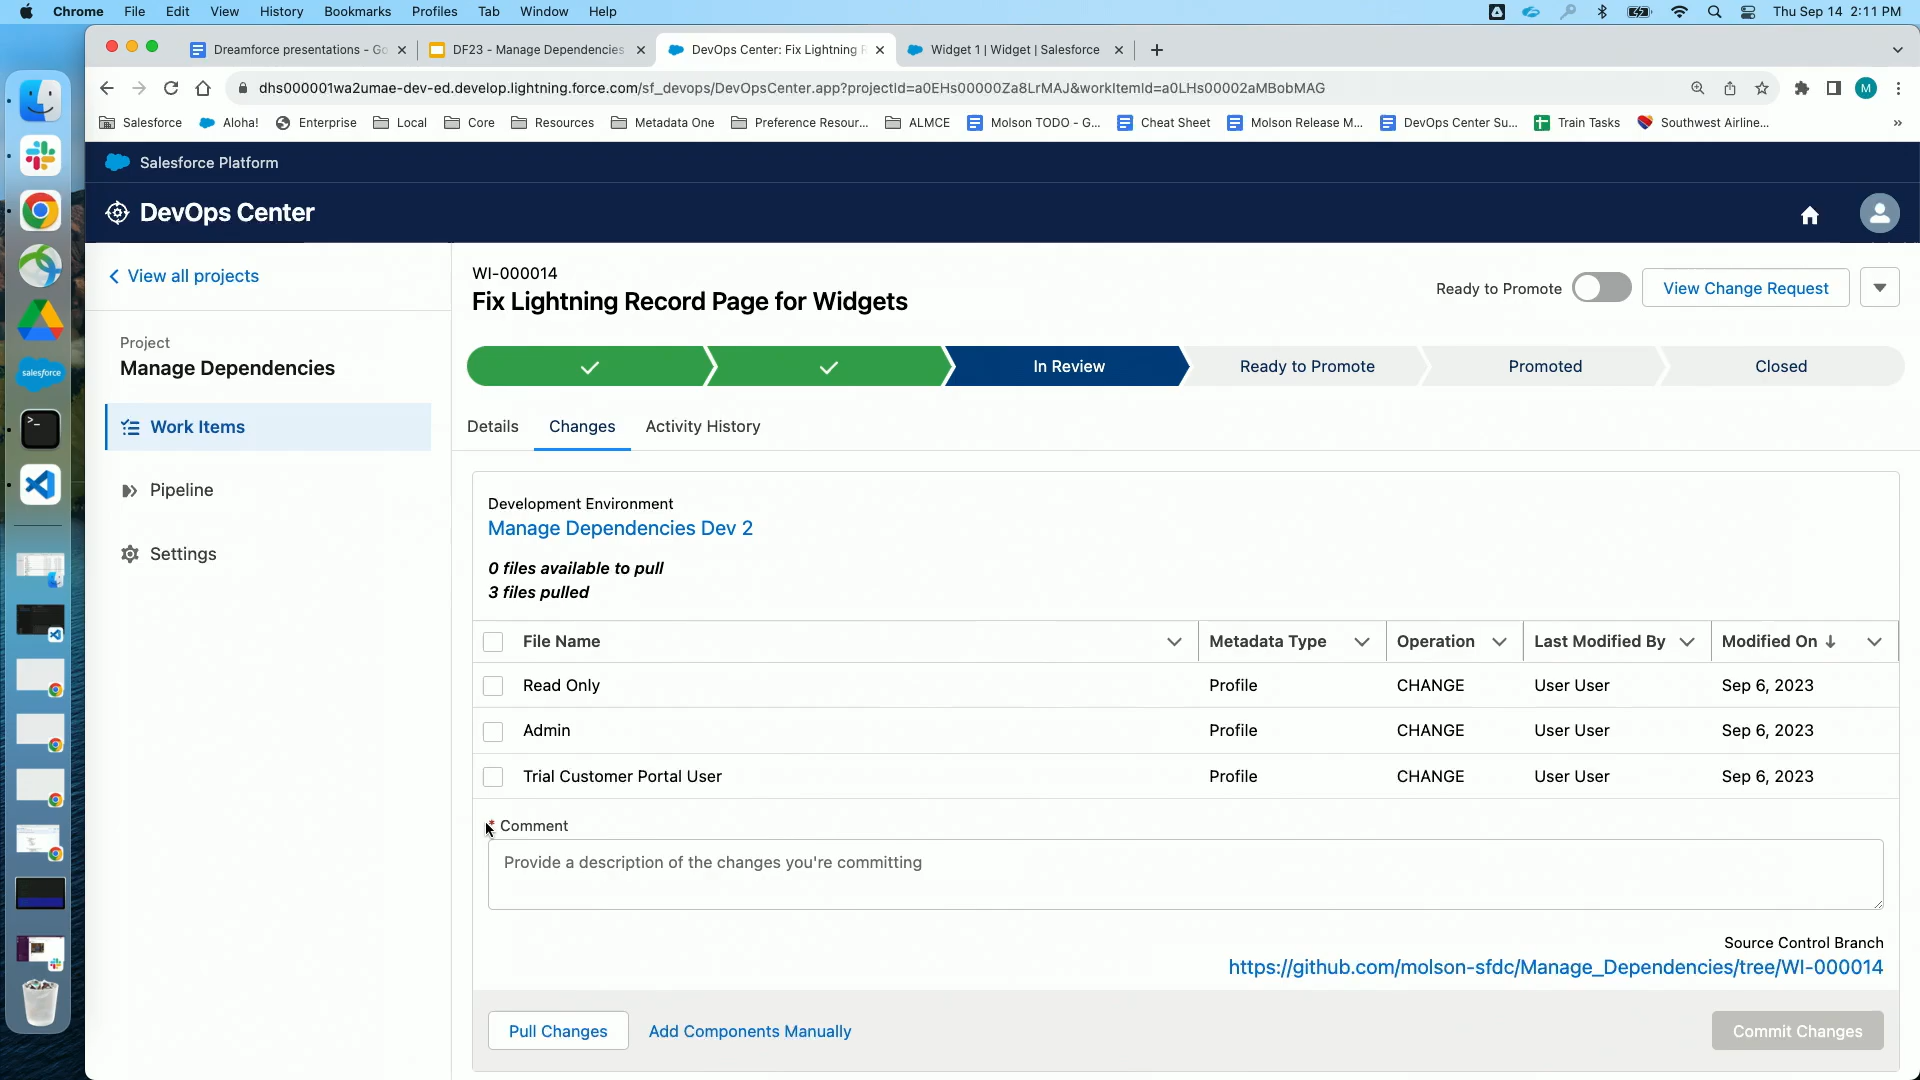 Chrome File Edit View History Bookmarks Profiles Tab Window Help Thu Sep 14 2:11 PM
Dreamforce presentations - Go DF23 - Manage Dependencies DevOps Center: Fix Lightning R Widget 1 | Widget | Salesforce
dhs000001wa2umae-dev-ed.develop.lightning.force.com/sf_devops/DevOpsCenter.app?projectId=a0EHs00000Za8LrMAJ&workItemId=a0LHs00002aMBobMAG M
Salesforce Aloha! Enterprise Local Core Resources Metadata One Preference Resour... ALMCE Molson TODO - G... Cheat Sheet Molson Release M... DevOps Center Su... Train Tasks Southwest Airline... »
Salesforce Platform
DevOps Center
View all projects
Project
Manage Dependencies
Work Items
Pipeline
Settings
salesforce
WI-000014
Fix Lightning Record Page for Widgets
Ready to Promote View Change Request
In Review Ready to Promote Promoted Closed
Details Changes Activity History
Development Environment
Manage Dependencies Dev 2
0 files available to pull
3 files pulled
File Name Metadata Type Operation Last Modified By Modified On
Read Only Profile CHANGE User User Sep 6, 2023
Admin Profile CHANGE User User Sep 6, 2023
Trial Customer Portal User Profile CHANGE User User Sep 6, 2023
* Comment
Provide a description of the changes you're committing
Source Control Branch
https://github.com/molson-sfdc/Manage_Dependencies/tree/WI-000014
Pull Changes Add Components Manually Commit Changes